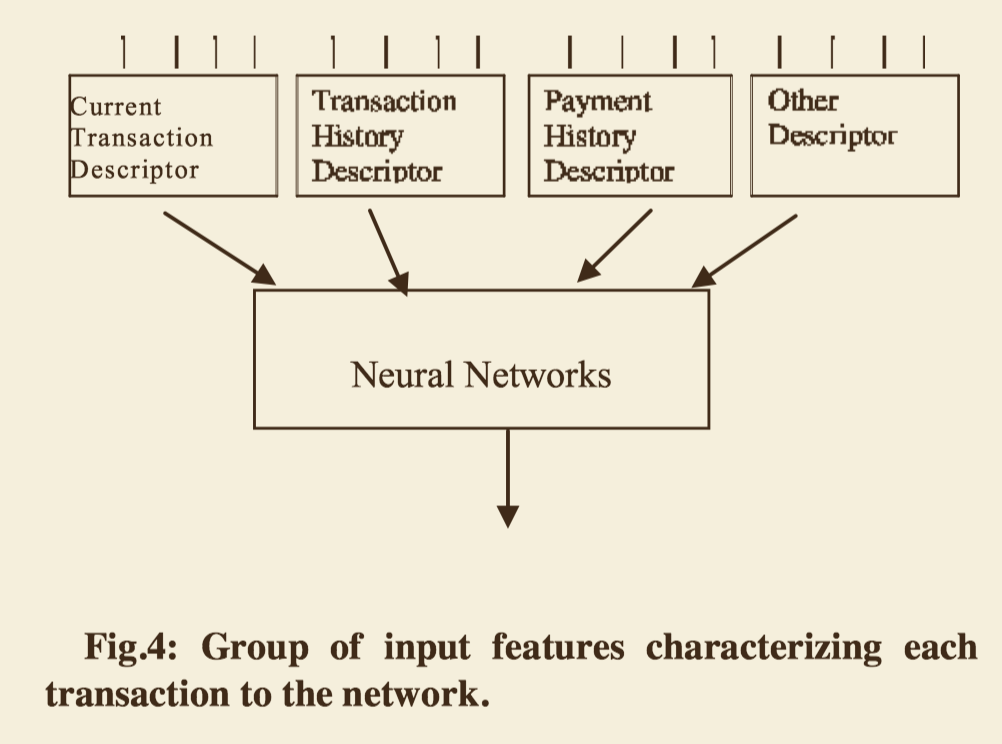 Current
Transaction
Descriptor
Transaction
History
Descriptor
Payment
History
Descriptor
Other
Descriptor
Neural Networks
Fig.4: Group of input features characterizing each
transaction to the network.